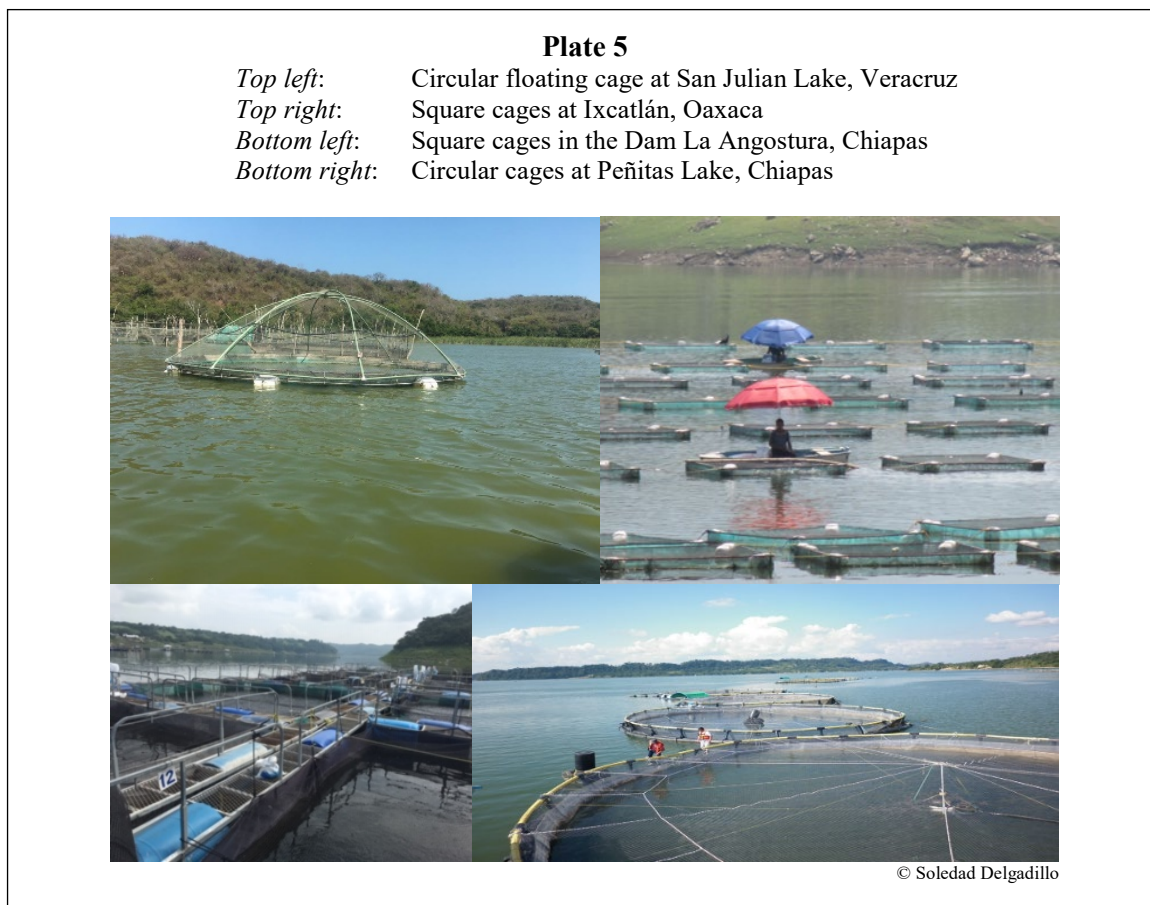 Plate 5
Top left: Circular floating cage at San Julian Lake, Veracruz
Top right: Square cages at Ixcatlán, Oaxaca
Bottom left: Square cages in the Dam La Angostura, Chiapas
Bottom right: Circular cages at Peñitas Lake, Chiapas
12
© Soledad Delgadillo